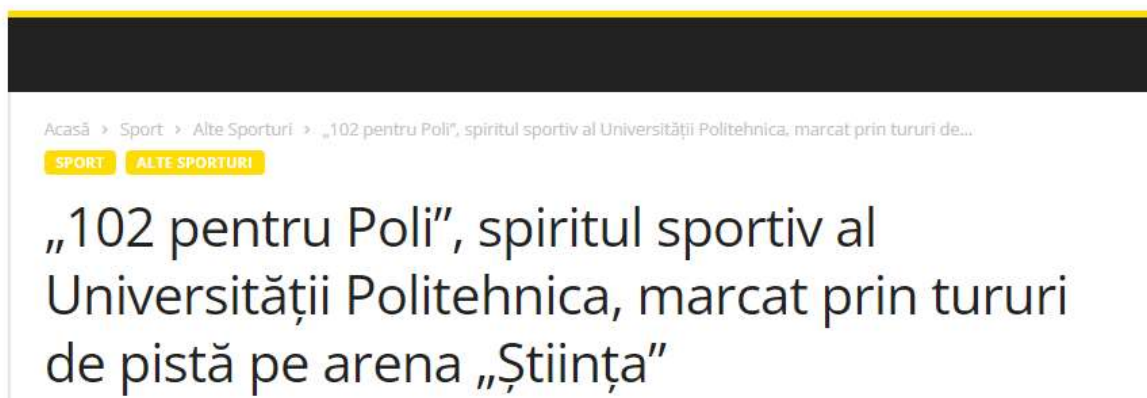 Acasă › Sport › Alte Sporturi › „102 pentru Poli”, spiritul sportiv al Universității Politehnica, marcat prin tururi de...
SPORT ALTE SPORTURI
„102 pentru Poli”, spiritul sportiv al
Universității Politehnica, marcat prin tururi
de pistă pe arena „Știința”